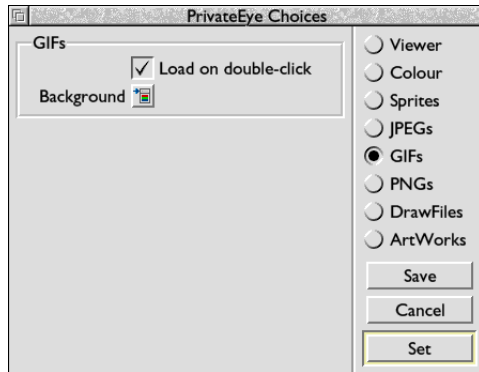 PrivateEye Choices
GIFs
Load on double-click
Background
Viewer
Colour
Sprites
JPEGs
GIFs
PNGs
DrawFiles
ArtWorks
Save
Cancel
Set